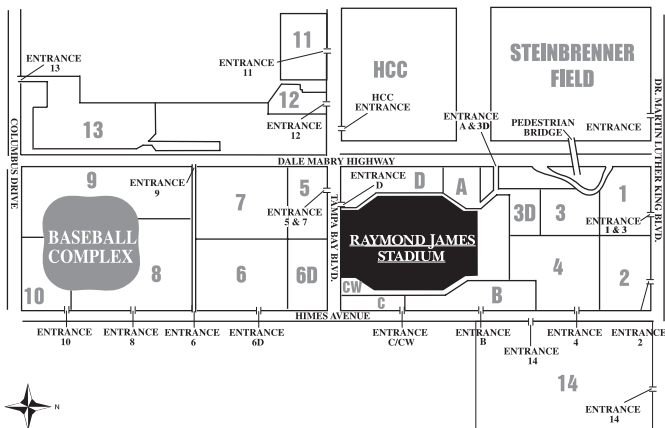 11
ENTRANCE
13
ENTRANCE
11
HCC
STEINBRENNER
FIELD
12
HCC
ENTRANCE
ENTRANCE
12
ENTRANCE
A & 3D
PEDESTRIAN
BRIDGE
ENTRANCE
13
COLUMBUS DRIVE
DR. MARTIN LUTHER KING BLVD.
DALE MABRY HIGHWAY
9
ENTRANCE
9
7
5
ENTRANCE
5 & 7
TAMPA BAY BLVD.
ENTRANCE
D
D
A
3D
3
1
ENTRANCE
1 & 3
BASEBALL
COMPLEX
RAYMOND JAMES
STADIUM
10
8
6
6D
CW
C
B
4
2
HIMES AVENUE
ENTRANCE
10
ENTRANCE
8
ENTRANCE
6
ENTRANCE
6D
ENTRANCE
C/CW
ENTRANCE
B
ENTRANCE
14
ENTRANCE
4
ENTRANCE
2
14
ENTRANCE
14
N